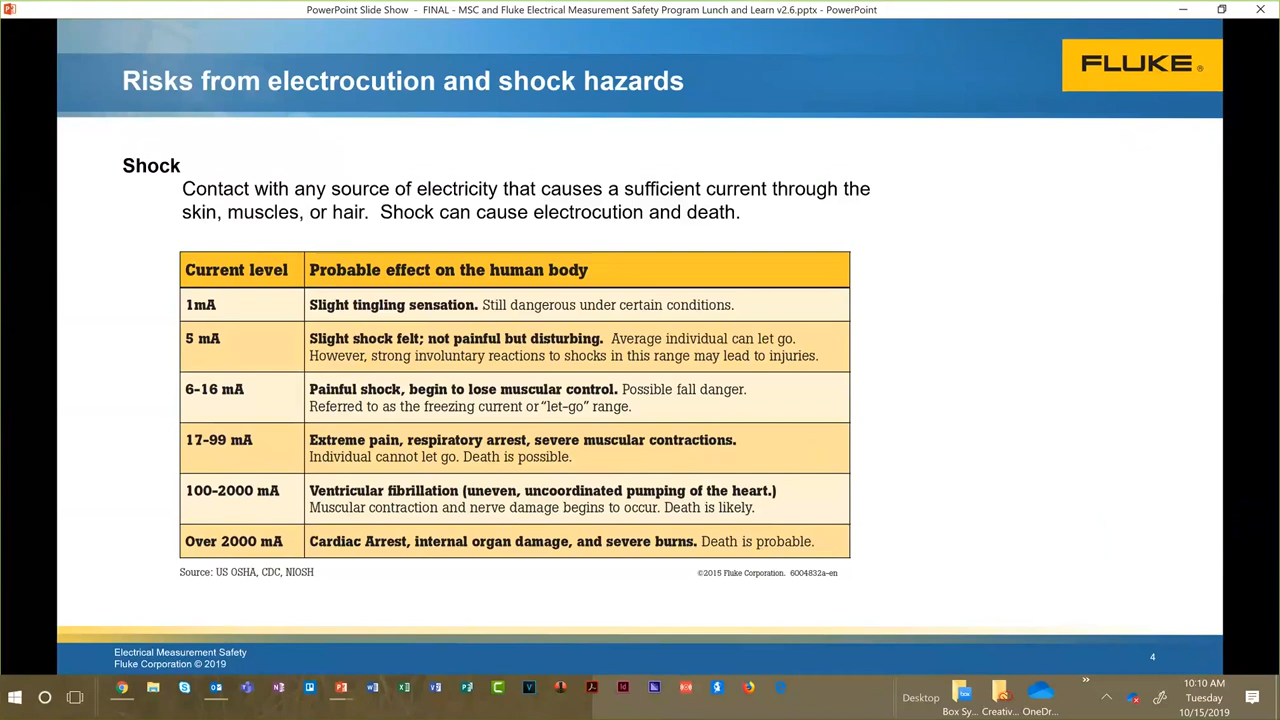 PowerPoint Slide Show - FINAL - MSC and Fluke Electrical Measurement Safety Program Lunch and Learn v2.6.pptx - PowerPoint
FLUKE®
Risks from electrocution and shock hazards
Shock
Contact with any source of electricity that causes a sufficient current through the
skin, muscles, or hair. Shock can cause electrocution and death.
Current level Probable effect on the human body
1mA Slight tingling sensation. Still dangerous under certain conditions.
5 mA Slight shock felt; not painful but disturbing. Average individual can let go.
However, strong involuntary reactions to shocks in this range may lead to injuries.
6-16 mA Painful shock, begin to lose muscular control. Possible fall danger.
Referred to as the freezing current or “let-go” range.
17-99 mA Extreme pain, respiratory arrest, severe muscular contractions.
Individual cannot let go. Death is possible.
100-2000 mA Ventricular fibrillation (uneven, uncoordinated pumping of the heart.)
Muscular contraction and nerve damage begins to occur. Death is likely.
Over 2000 mA Cardiac Arrest, internal organ damage, and severe burns. Death is probable.
Source: US OSHA, CDC, NIOSH
©2015 Fluke Corporation. 6004832a-en
Electrical Measurement Safety
Fluke Corporation © 2019
4
Desktop
Box Sy...
Creativ...
OneDr...
10:10 AM
Tuesday
10/15/2019